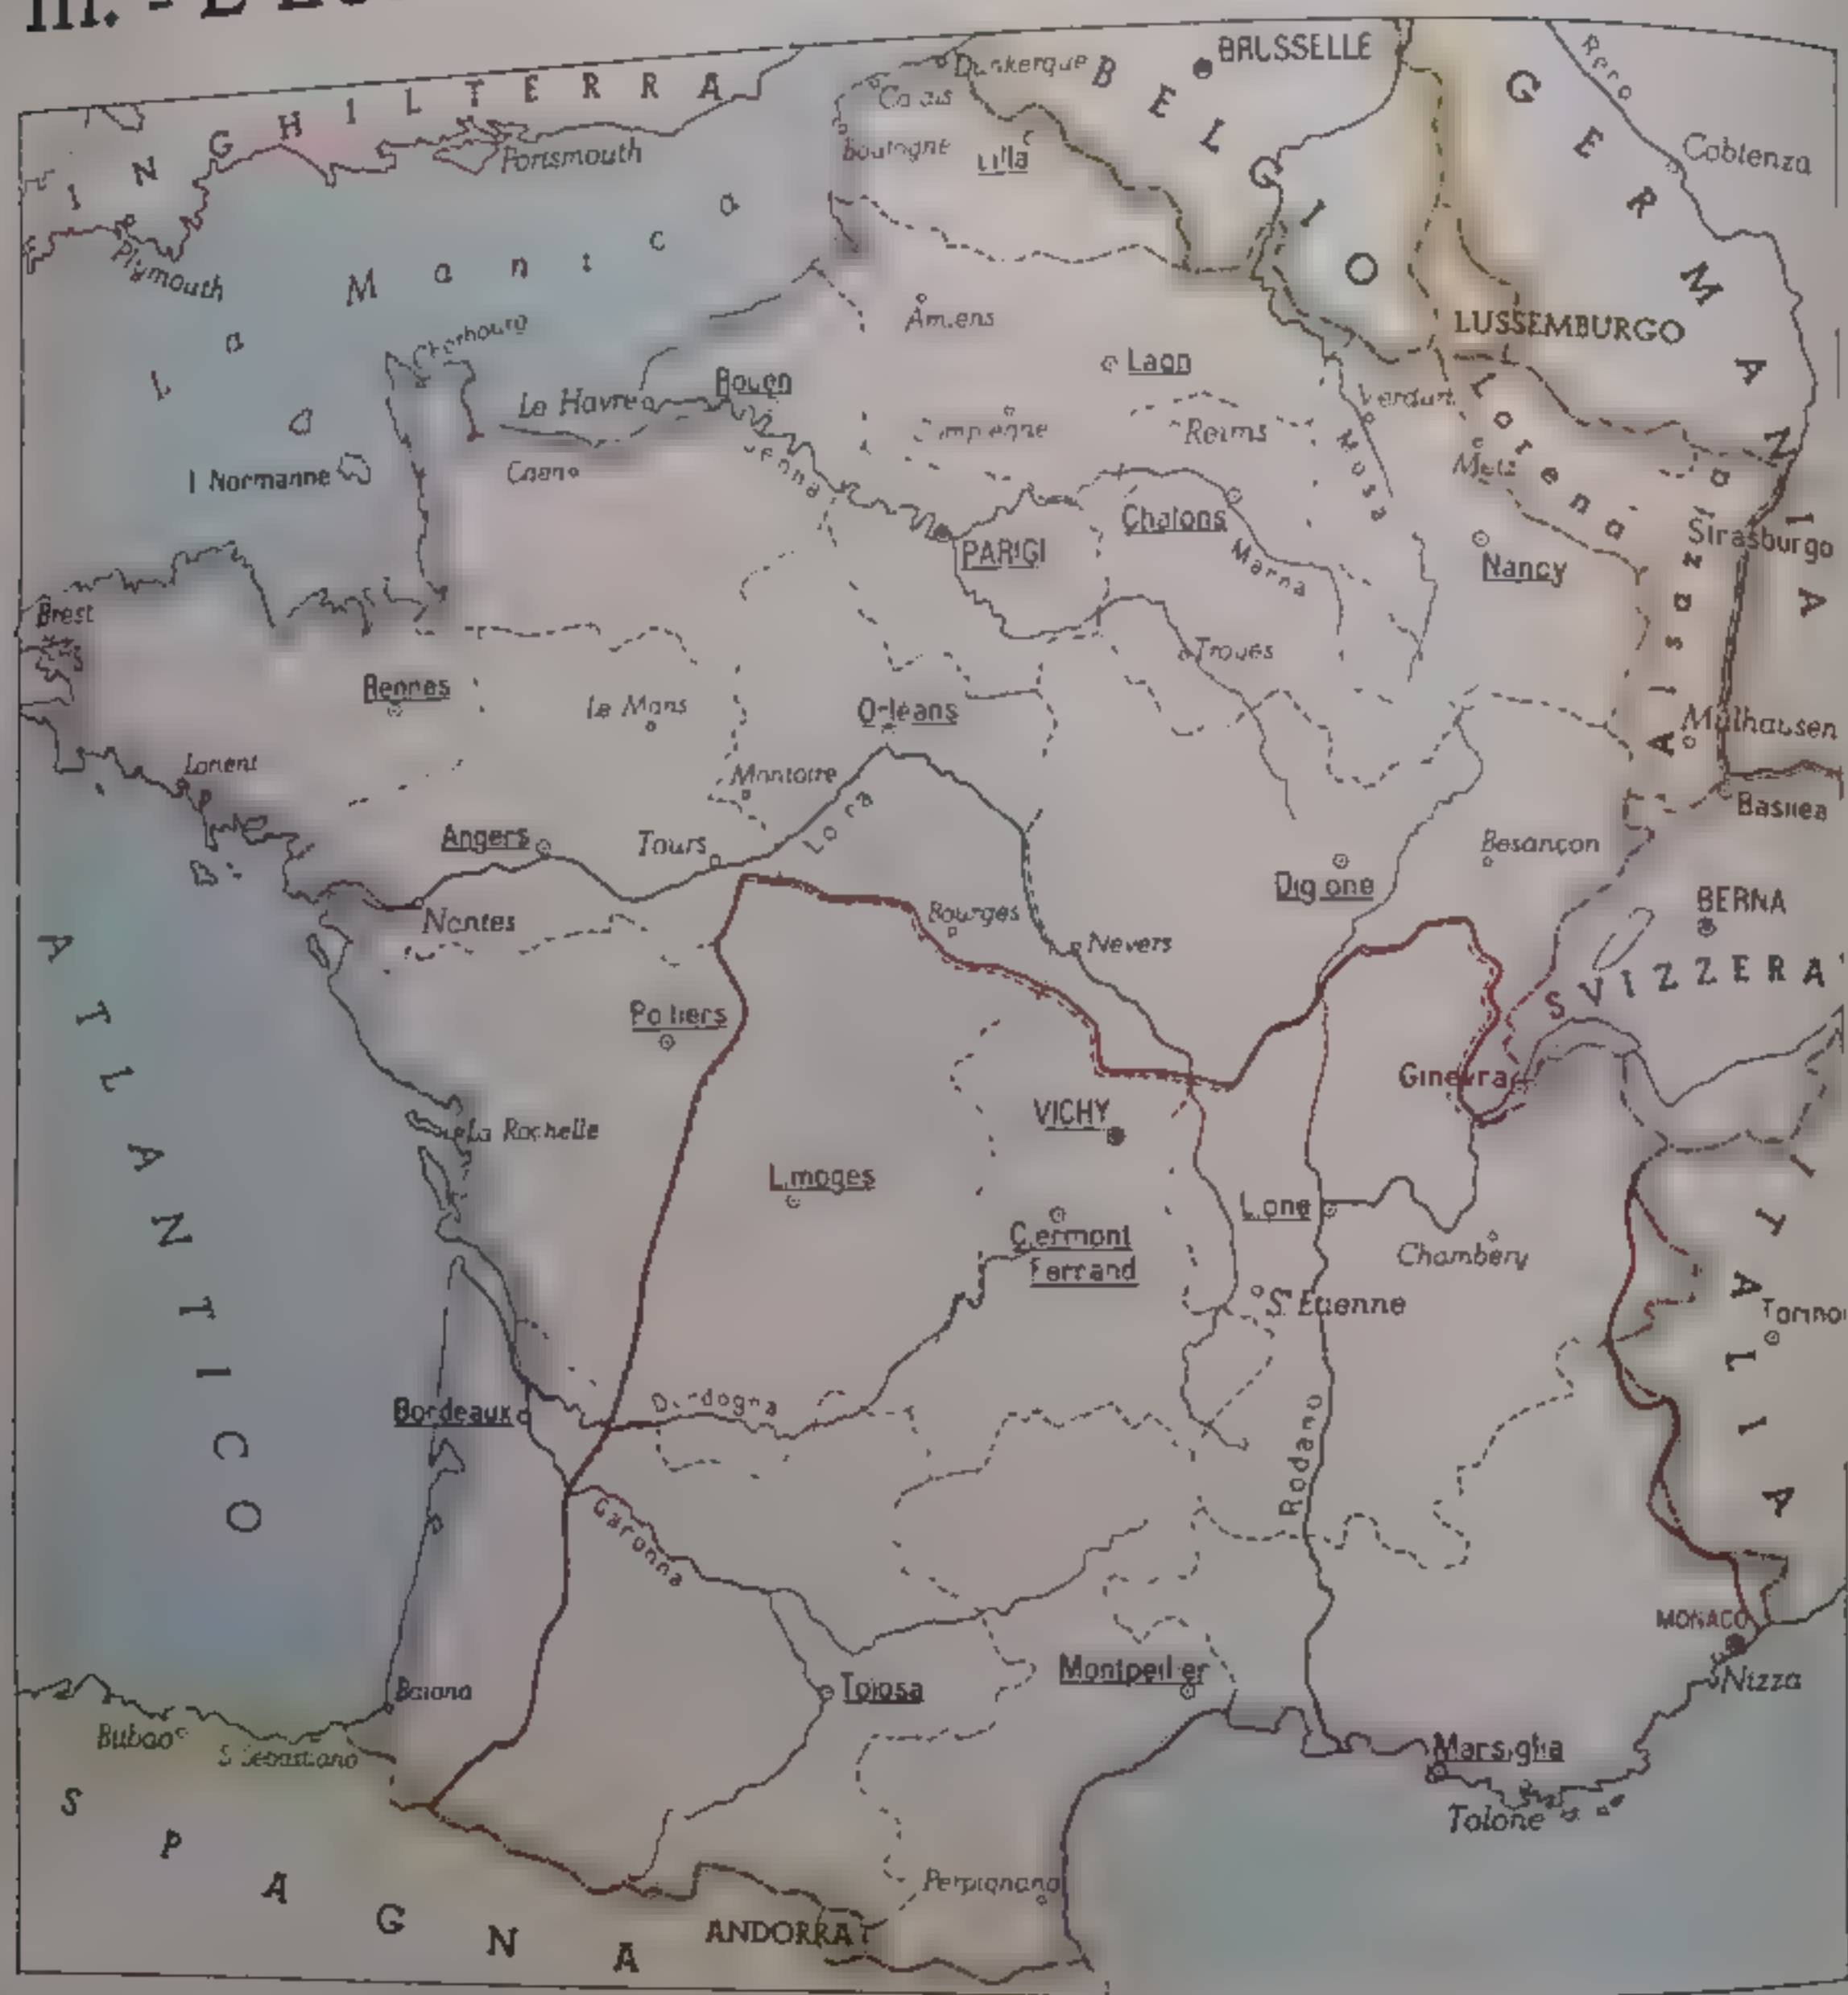 III. - L'E
INGHILTERRA
Portsmouth
Plymouth
La Manica
Dunkerque
Calais
Boulogne
Lilla
BELGIO
BRUSSELLE
GERMANIA
Reno
Coblenza
LUSSEMBURGO
Cherbourg
Amiens
Laon
Le Havre
Rouen
Compiegne
Reims
Verdun
Mosa
Lorena
Metz
I Normanne
Caen
Senna
PARIGI
Chalons
Marna
Nancy
Strasburgo
Alsazia
Brest
Rennes
Le Mans
Orleans
Troyes
Mülhausen
Lorient
Montoire
Loira
Angers
Tours
Digione
Besançon
Basilea
BERNA
SVIZZERA
Nantes
Bourges
Nevers
Poitiers
Ginevra
VICHY
La Rochelle
Limoges
Clermont
Ferrand
Lione
Chambéry
ATLANTICO
St Etienne
ITALIA
Torino
Bordeaux
Dordogna
Garonna
Rodano
MONACO
Nizza
Baiona
Tolosa
Montpellier
Marsiglia
Tolone
Bilbao
S. Sebastiano
SPAGNA
ANDORRA
Perpignano